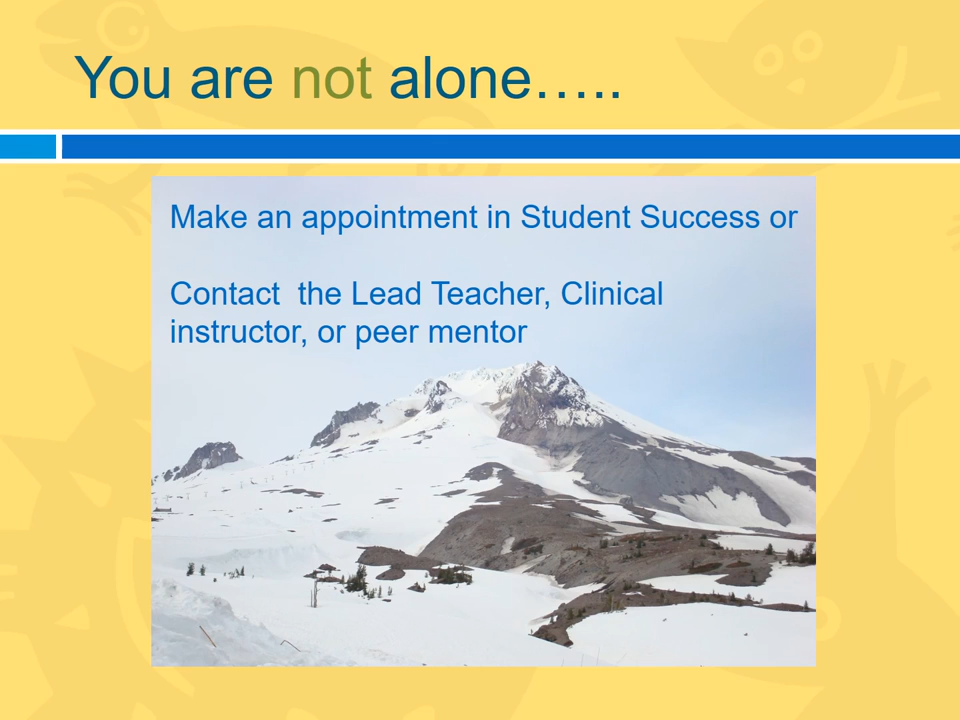 You are not alone…..
Make an appointment in Student Success or
Contact  the Lead Teacher, Clinical
instructor, or peer mentor